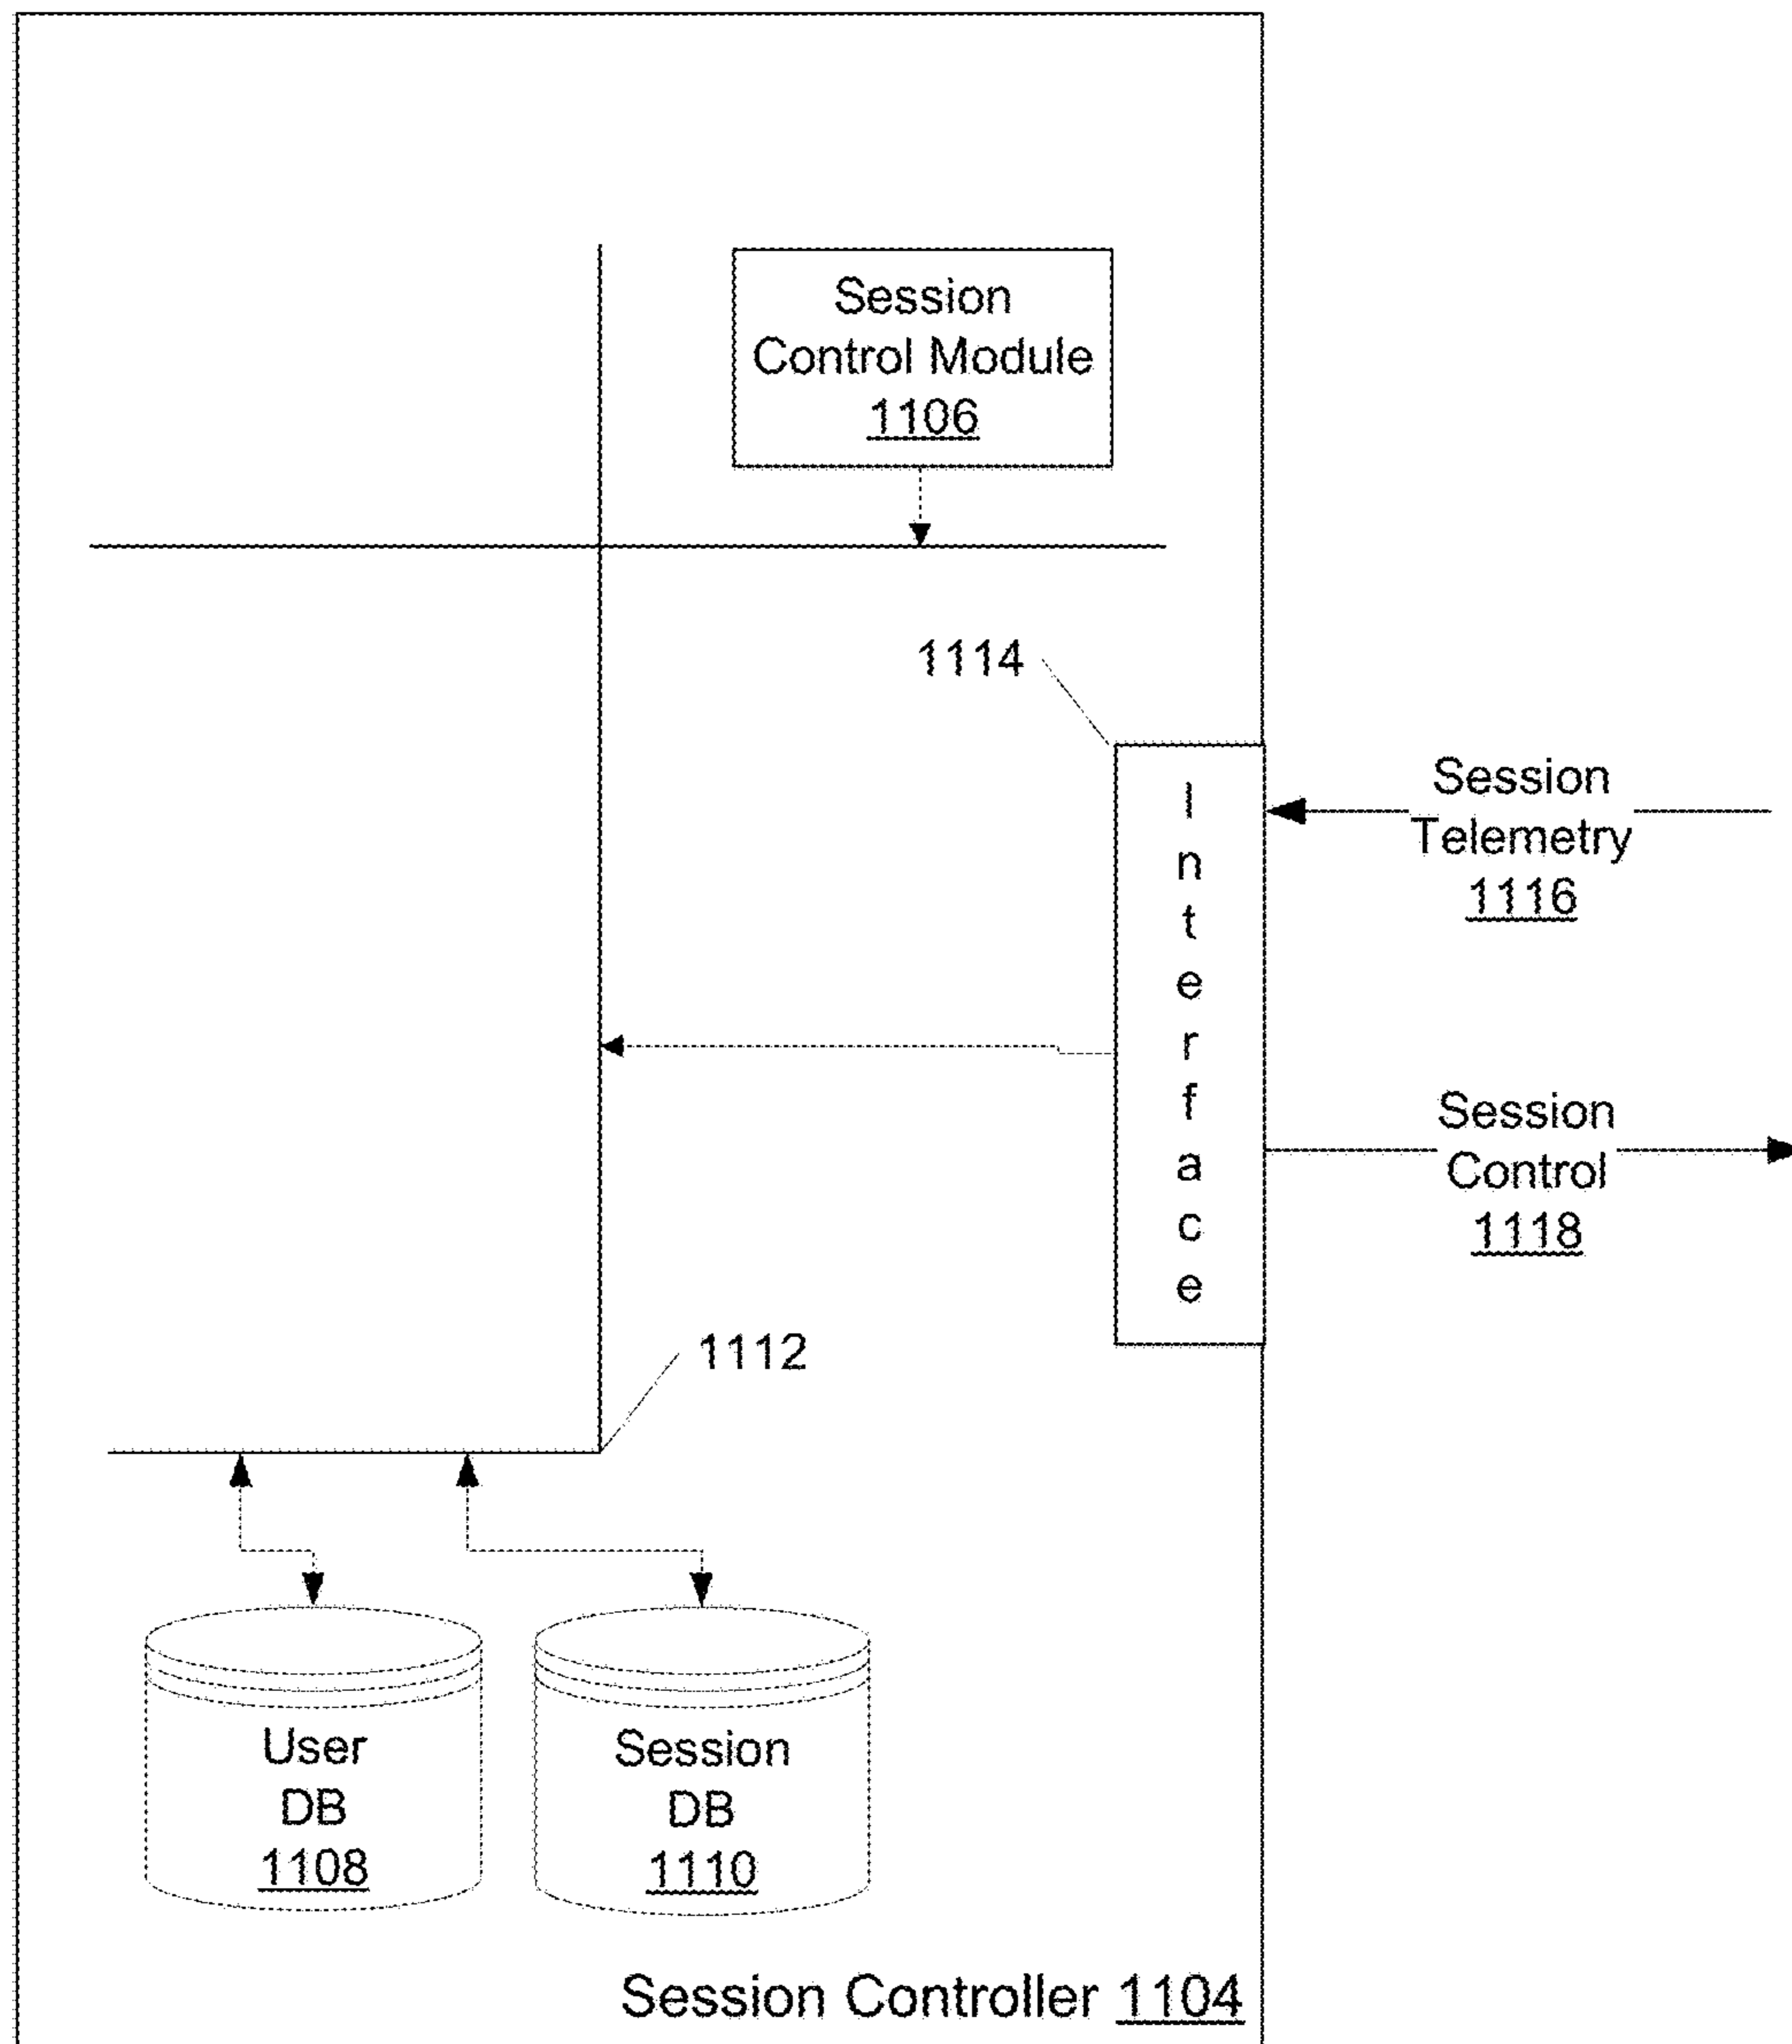 Session
Control Module
1106
1114
Interface
Session
Telemetry
1116
Session
Control
1118
1112
User
DB
1108
Session
DB
1110
Session Controller 1104